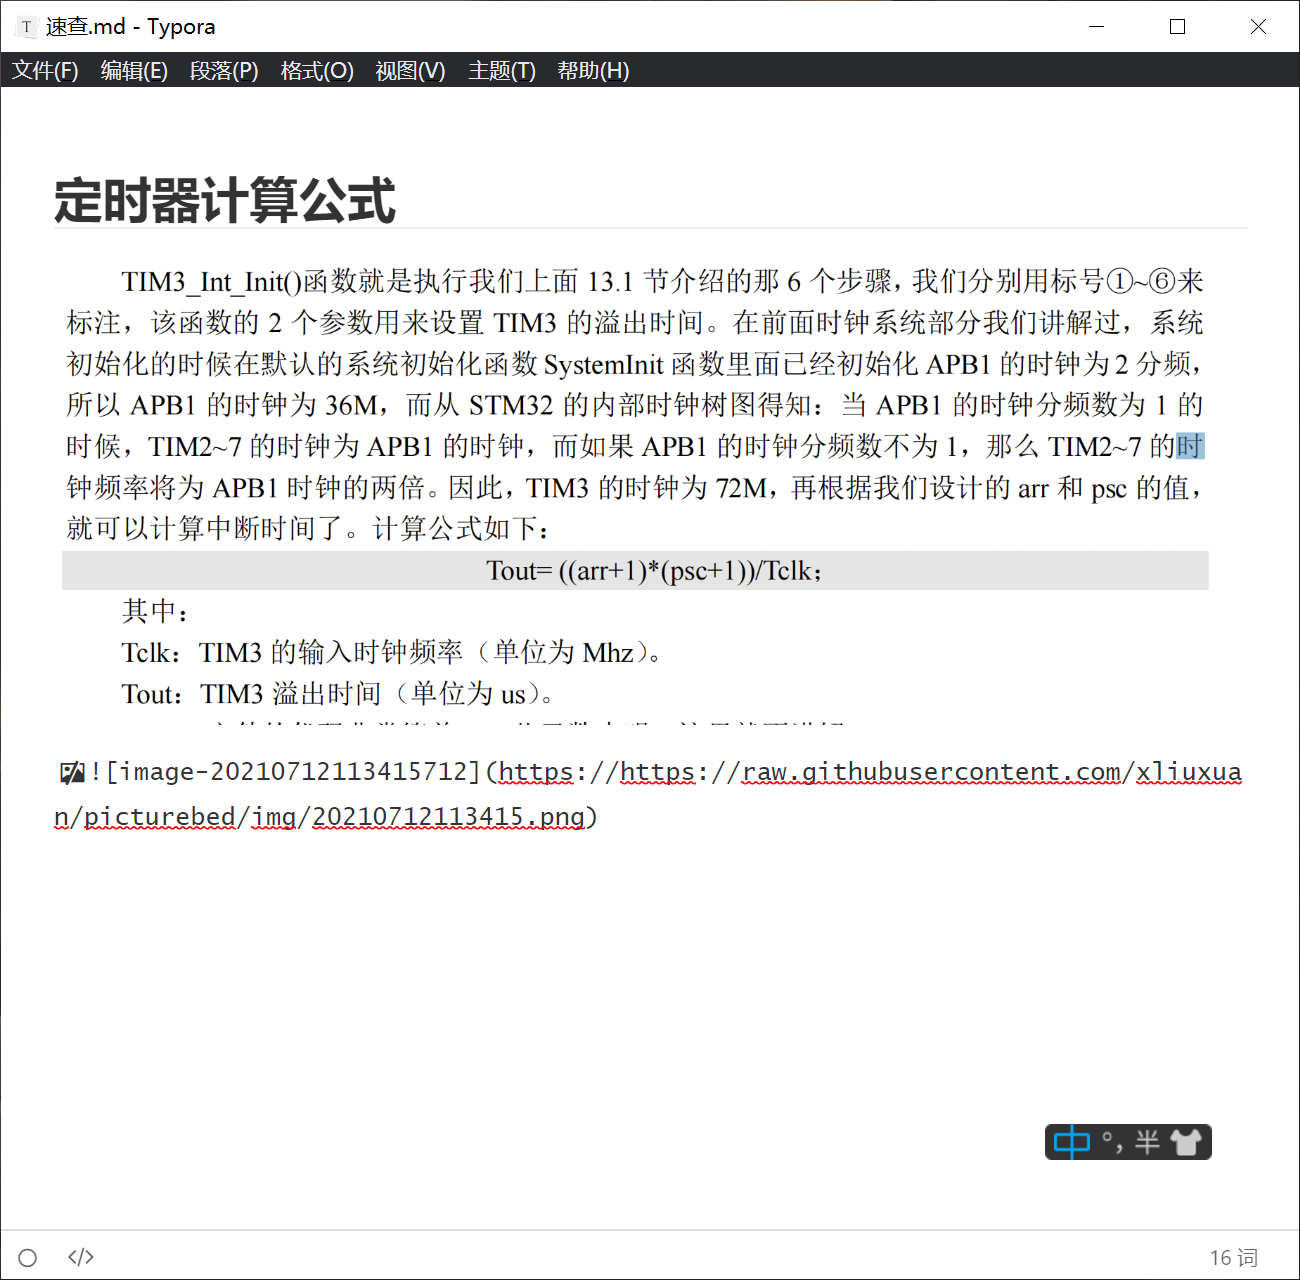 T 速查.md - Typora
文件(F) 编辑(E) 段落(P) 格式(O) 视图(V) 主题(T) 帮助(H)
定时器计算公式
TIM3_Int_Init()函数就是执行我们上面 13.1 节介绍的那 6 个步骤，我们分别用标号①~⑥来
标注，该函数的 2 个参数用来设置 TIM3 的溢出时间。在前面时钟系统部分我们讲解过，系统
初始化的时候在默认的系统初始化函数 SystemInit 函数里面已经初始化 APB1 的时钟为 2 分频，
所以 APB1 的时钟为 36M，而从 STM32 的内部时钟树图得知：当 APB1 的时钟分频数为 1 的
时候，TIM2~7 的时钟为 APB1 的时钟，而如果 APB1 的时钟分频数不为 1，那么 TIM2~7 的时
钟频率将为 APB1 时钟的两倍。因此，TIM3 的时钟为 72M，再根据我们设计的 arr 和 psc 的值，
就可以计算中断时间了。计算公式如下：
Tout= ((arr+1)*(psc+1))/Tclk；
其中：
Tclk：TIM3 的输入时钟频率（单位为 Mhz）。
Tout：TIM3 溢出时间（单位为 us）。
![image-20210712113415712](https://https://raw.githubusercontent.com/xliuxua
n/picturebed/img/20210712113415.png)
中 °, 半
</> 16 词